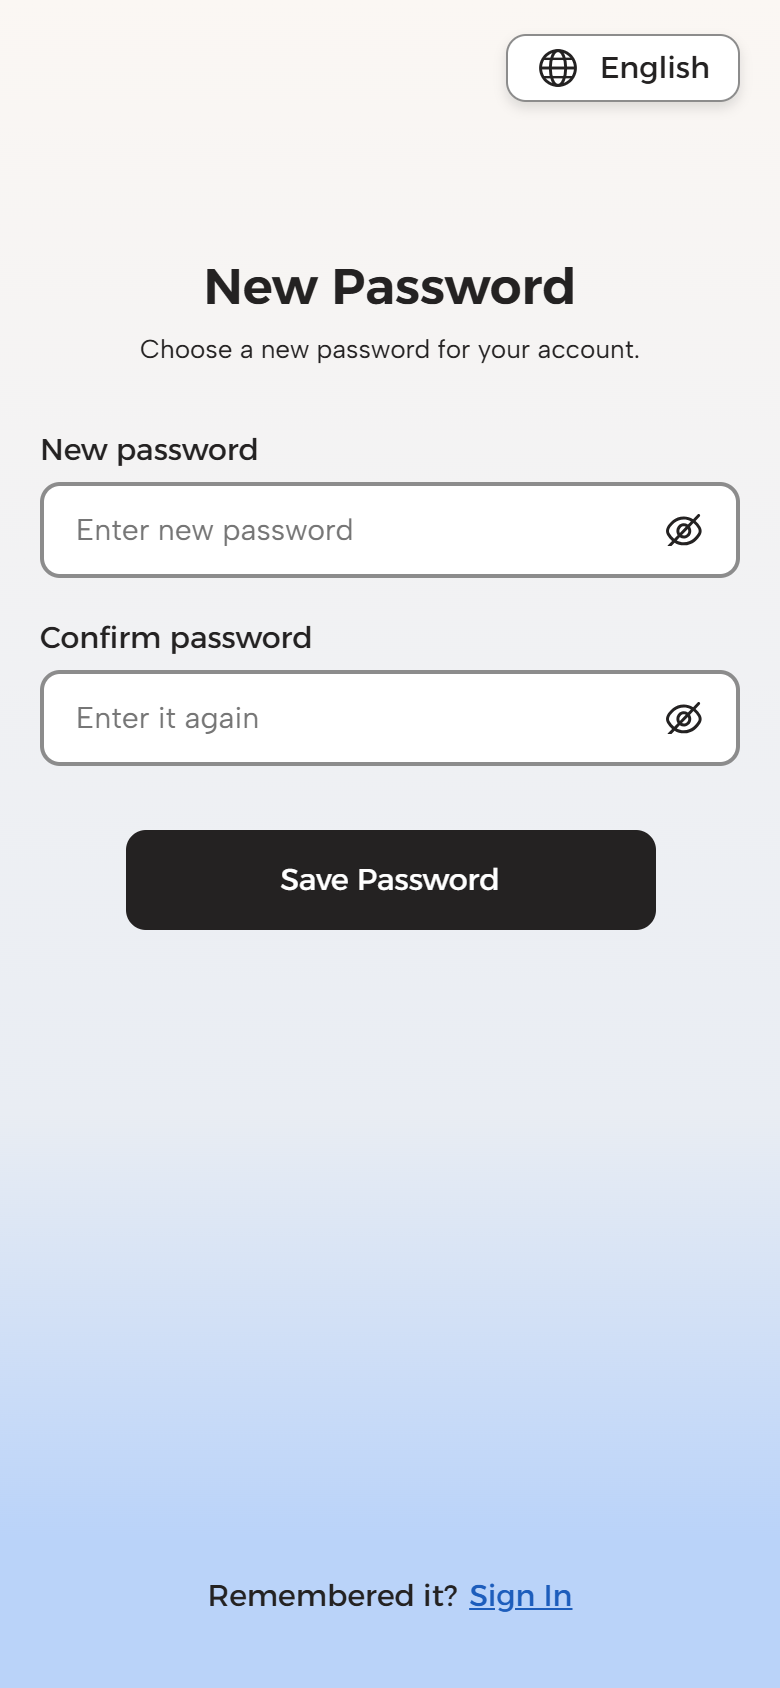 English
New Password
Choose a new password for your account.
New password
Enter new password
Confirm password
Enter it again
Save Password
Remembered it? Sign In